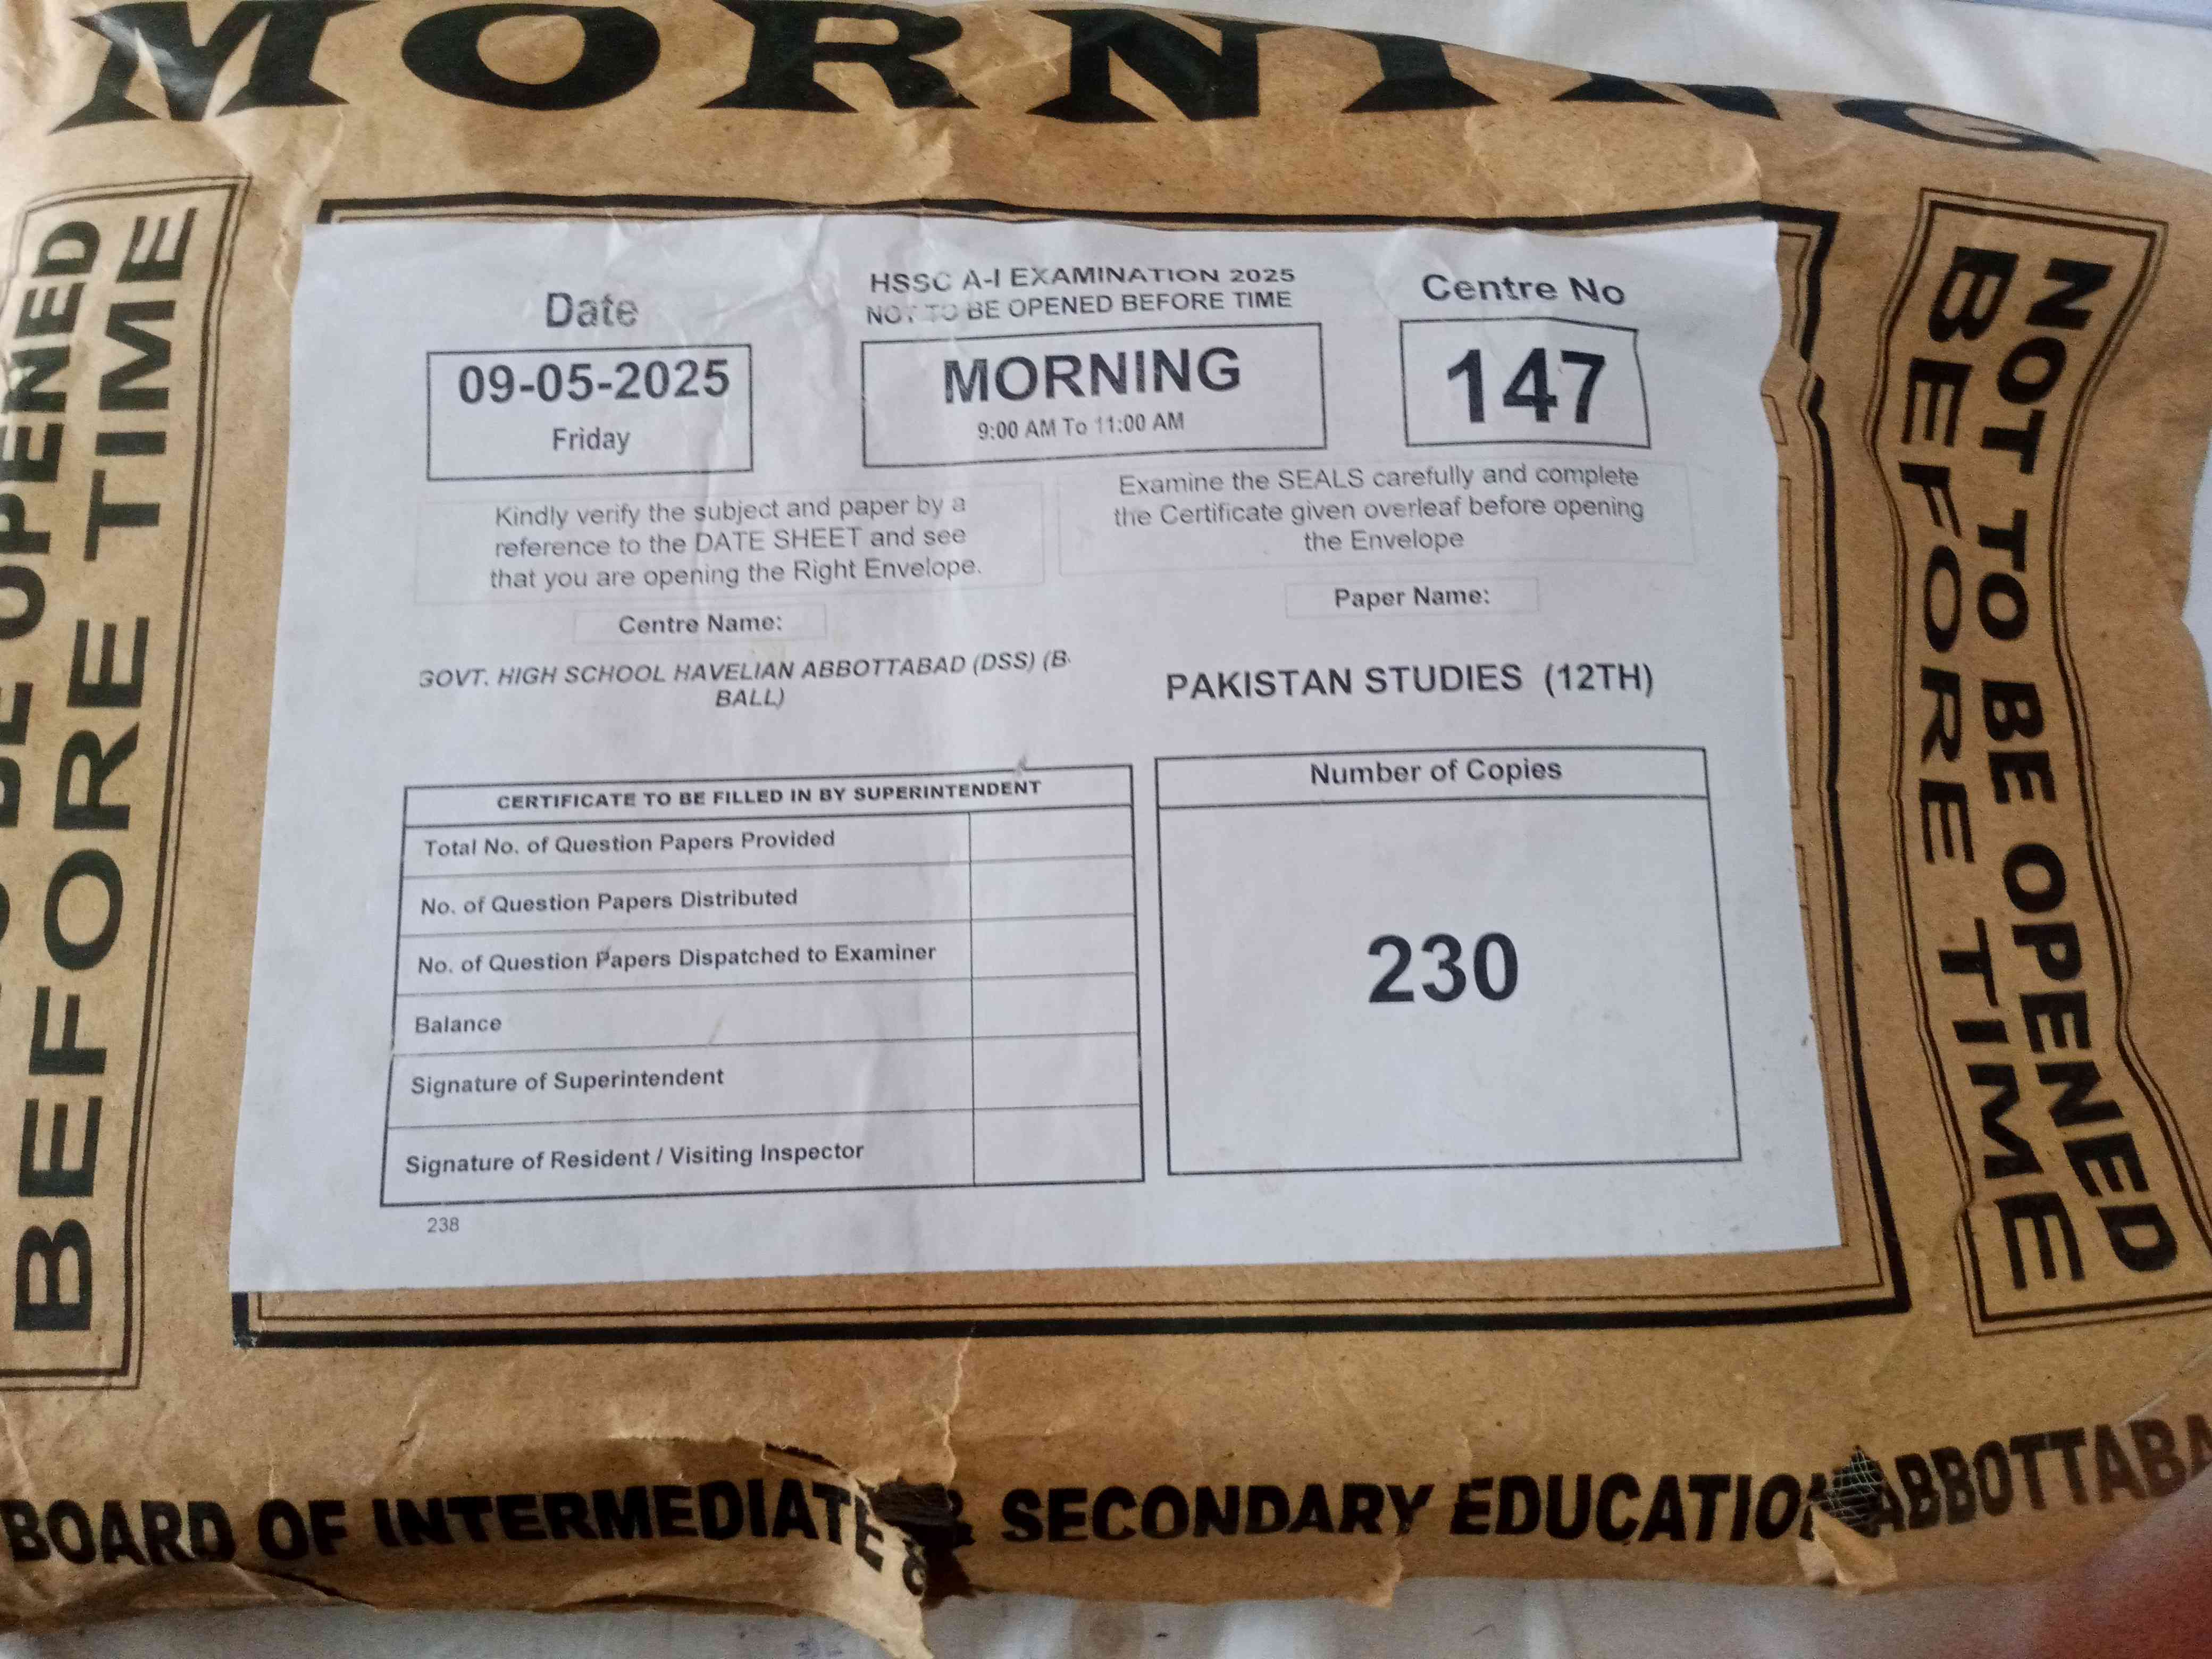 MORNING
NOT TO BE OPENED
BEFORE TIME
HSSC A-I EXAMINATION 2025
NOT TO BE OPENED BEFORE TIME
Date
09-05-2025
Friday
MORNING
9:00 AM To 11:00 AM
Centre No
147
Kindly verify the subject and paper by a
reference to the DATE SHEET and see
that you are opening the Right Envelope.
Examine the SEALS carefully and complete
the Certificate given overleaf before opening
the Envelope
Centre Name:
GOVT. HIGH SCHOOL HAVELIAN ABBOTTABAD (DSS) (B-
BALL)
Paper Name:
PAKISTAN STUDIES (12TH)
CERTIFICATE TO BE FILLED IN BY SUPERINTENDENT
Total No. of Question Papers Provided
No. of Question Papers Distributed
No. of Question Papers Dispatched to Examiner
Balance
Signature of Superintendent
Signature of Resident / Visiting Inspector
238
Number of Copies
230
NOT TO BE OPENED
BEFORE TIME
BOARD OF INTERMEDIATE & SECONDARY EDUCATION ABBOTTABA